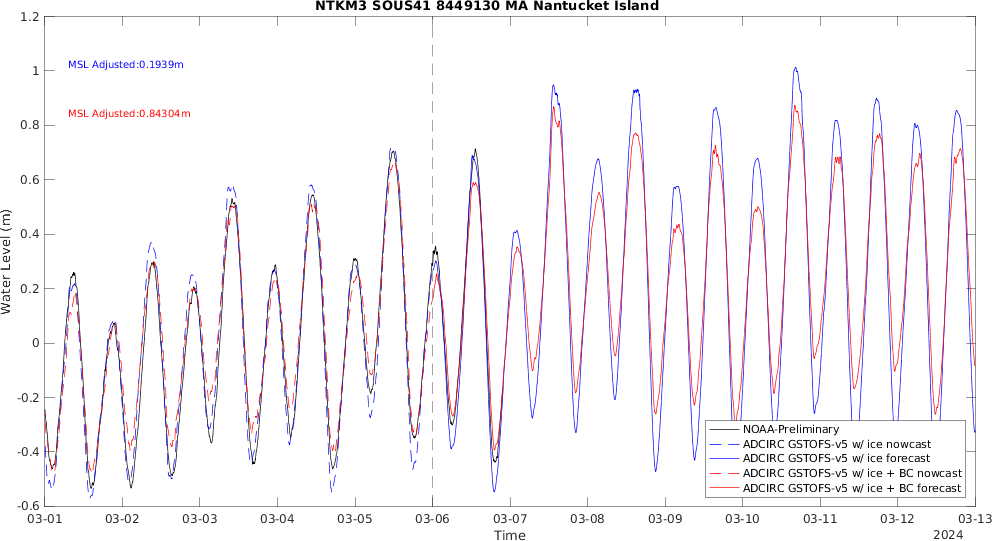 NTKM3 SOUS41 8449130 MA Nantucket Island
1.2
1
0.8
0.6
0.4
0.2
0
-0.2
-0.4
-0.6
Water Level (m)
MSL Adjusted:0.1939m
MSL Adjusted:0.84304m
NOAA-Preliminary
ADCIRC GSTOFS-v5 w/ ice nowcast
ADCIRC GSTOFS-v5 w/ ice forecast
ADCIRC GSTOFS-v5 w/ ice + BC nowcast
ADCIRC GSTOFS-v5 w/ ice + BC forecast
03-01 03-02 03-03 03-04 03-05 03-06 03-07 03-08 03-09 03-10 03-11 03-12 03-13
Time
2024